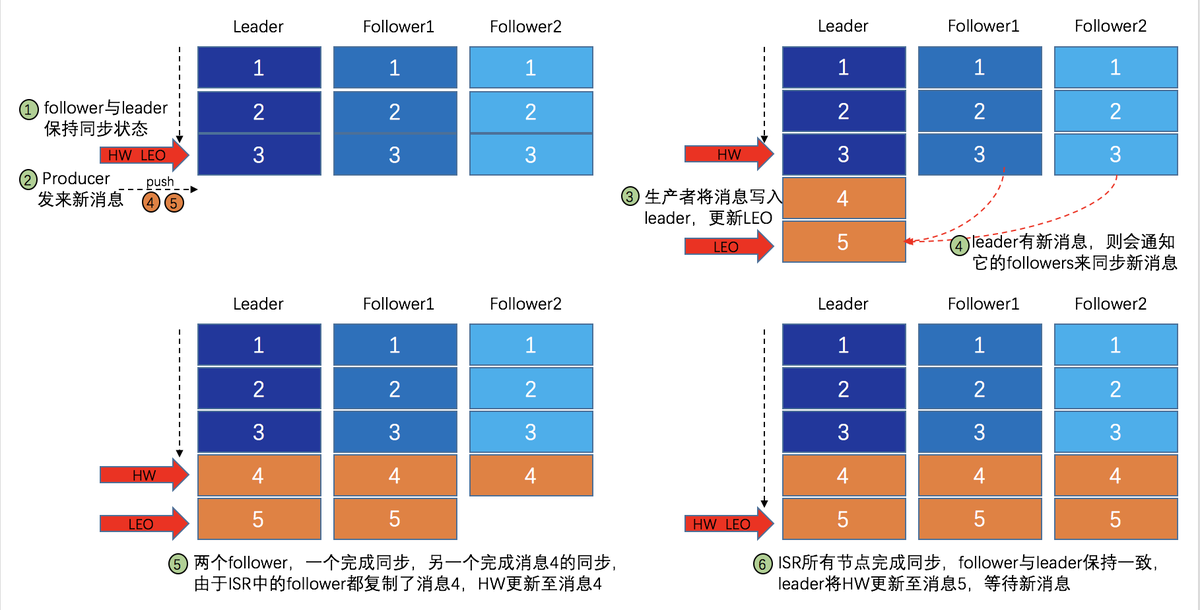 Leader Follower1 Follower2
1 1 1
① follower与leader
保持同步状态
2 2 2
HW LEO
3 3 3
② Producer
发来新消息
push
4 5
Leader Follower1 Follower2
1 1 1
2 2 2
HW
3 3 3
③ 生产者将消息写入
leader，更新LEO
4
LEO
5
④ leader有新消息，则会通知
它的followers来同步新消息
Leader Follower1 Follower2
1 1 1
2 2 2
3 3 3
HW
4 4 4
LEO
5 5
⑤ 两个follower，一个完成同步，另一个完成消息4的同步，
由于ISR中的follower都复制了消息4，HW更新至消息4
Leader Follower1 Follower2
1 1 1
2 2 2
3 3 3
4 4 4
HW LEO
5 5 5
⑥ ISR所有节点完成同步，follower与leader保持一致，
leader将HW更新至消息5，等待新消息